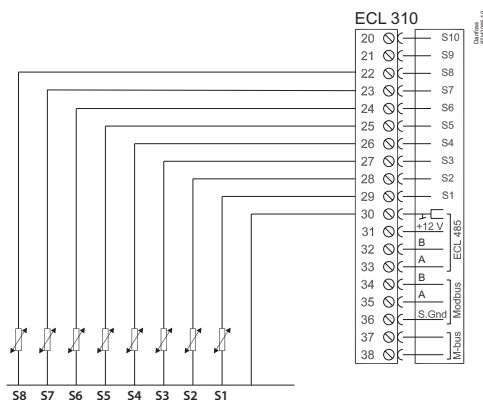 ECL 310
Danfoss
20 S10
21 S9
22 S8
23 S7
24 S6
25 S5
26 S4
27 S3
28 S2
29 S1
30
31 +12 V
32 B
33 A
ECL 485
34 B
35 A
36 S.Gnd
Modbus
37
38
M-bus
S8 S7 S6 S5 S4 S3 S2 S1